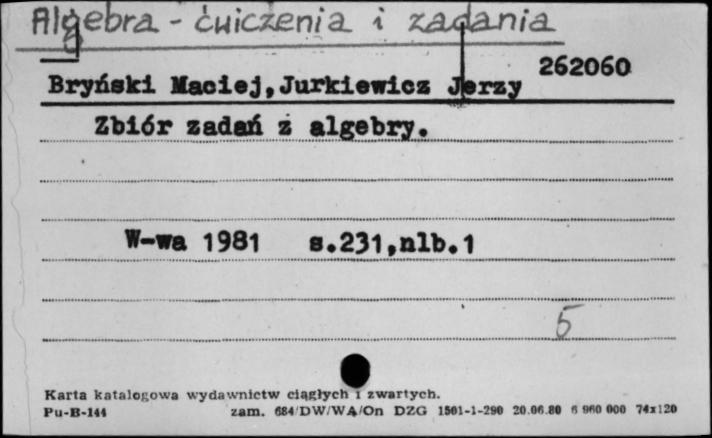 Algebra - ćwiczenia i zadania
262060
Bryński Maciej, Jurkiewicz Jerzy
Zbiór zadań z algebry.
W-wa 1981 s.231,nlb.1
5
Karta katalogowa wydawnictw ciągłych i zwartych.
Pu-B-144 zam. 684/DW/WA/On DZG 1501-1-290 20.06.80 6 960 000 74x120